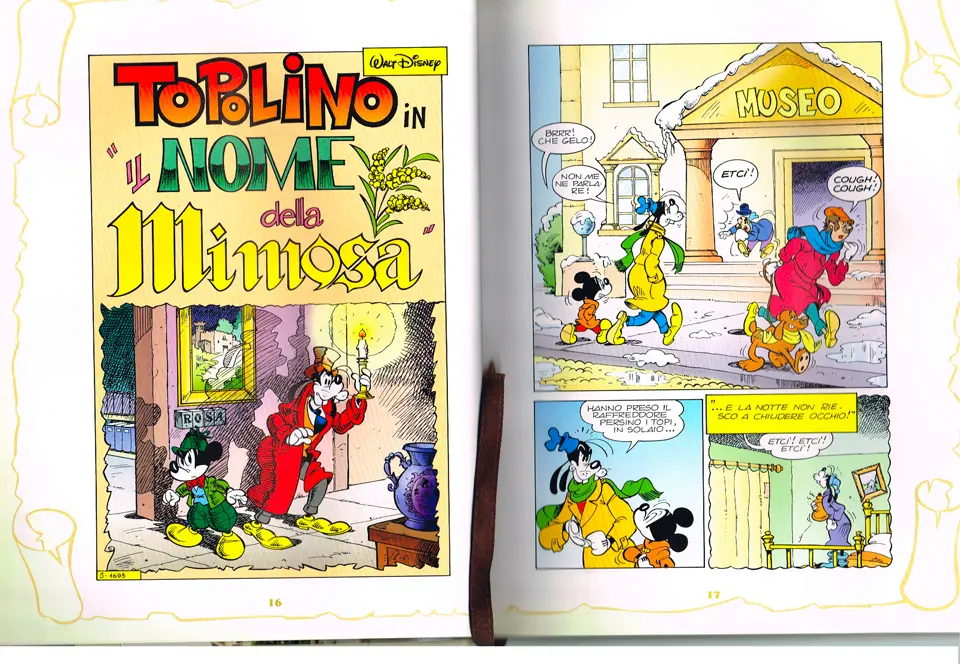 WALT DISNEY
TOPOLINO IN
"IL NOME
della
Mimosa"
ROSA
S-1695
16
MUSEO
BRRR!
CHE GELO!
NON ME
NE PARLA-
RE!
ETCI'!
COUGH!
COUGH!
HANNO PRESO IL
RAFFREDDORE
PERSINO I TOPI,
IN SOLAIO...
"...E LA NOTTE NON RIE-
SCO A CHIUDERE OCCHIO!"
ETCI'! ETCI'!
ETCI'!
17